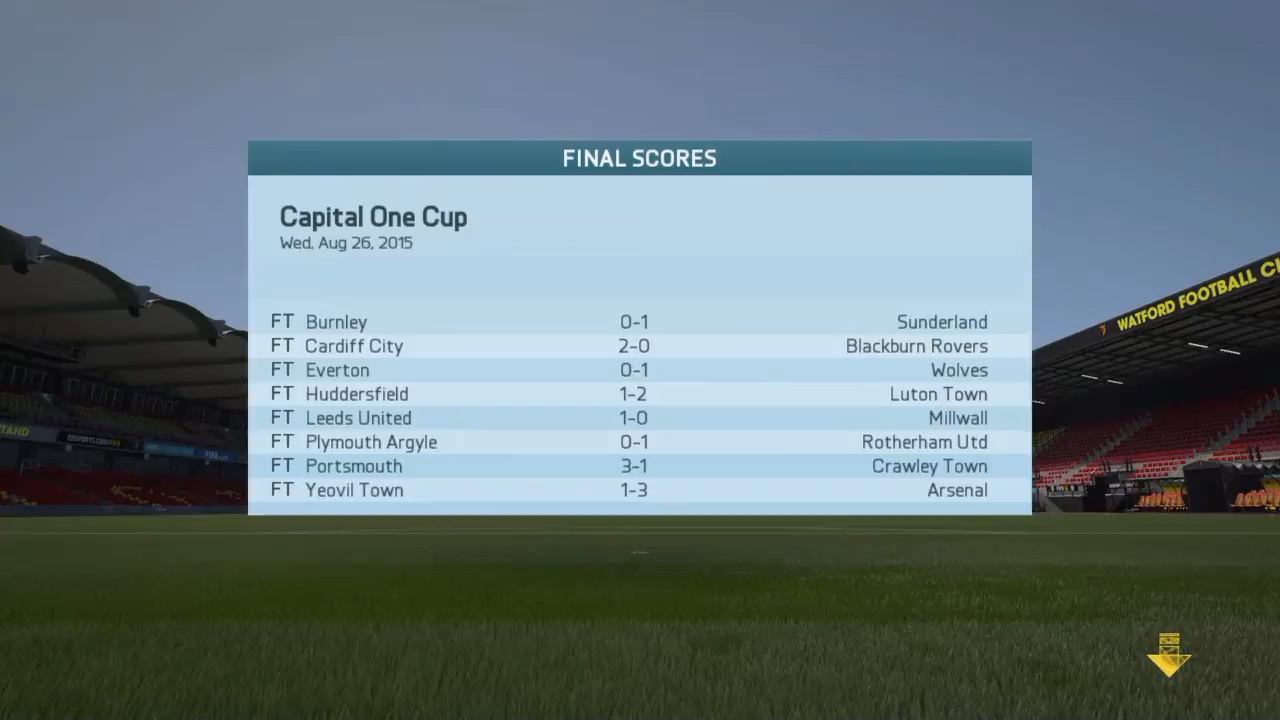 FINAL SCORES
Capital One Cup
Wed, Aug 26, 2015
FT Burnley 0-1 Sunderland
FT Cardiff City 2-0 Blackburn Rovers
FT Everton 0-1 Wolves
FT Huddersfield 1-2 Luton Town
FT Leeds United 1-0 Millwall
FT Plymouth Argyle 0-1 Rotherham Utd
FT Portsmouth 3-1 Crawley Town
FT Yeovil Town 1-3 Arsenal
WATFORD FOOTBALL